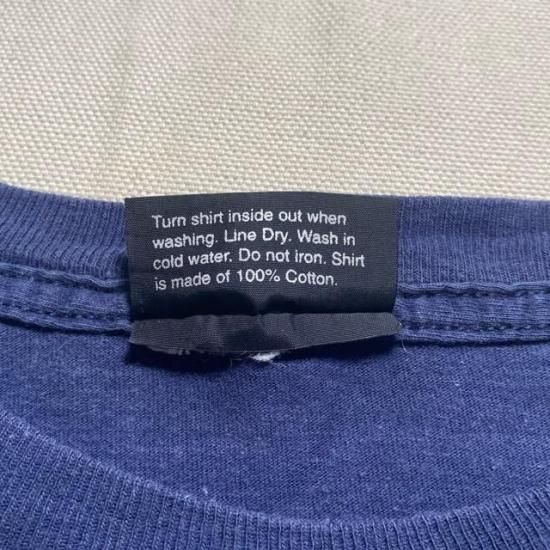 Turn shirt inside out when
washing. Line Dry. Wash in
cold water. Do not iron. Shirt
is made of 100% Cotton.